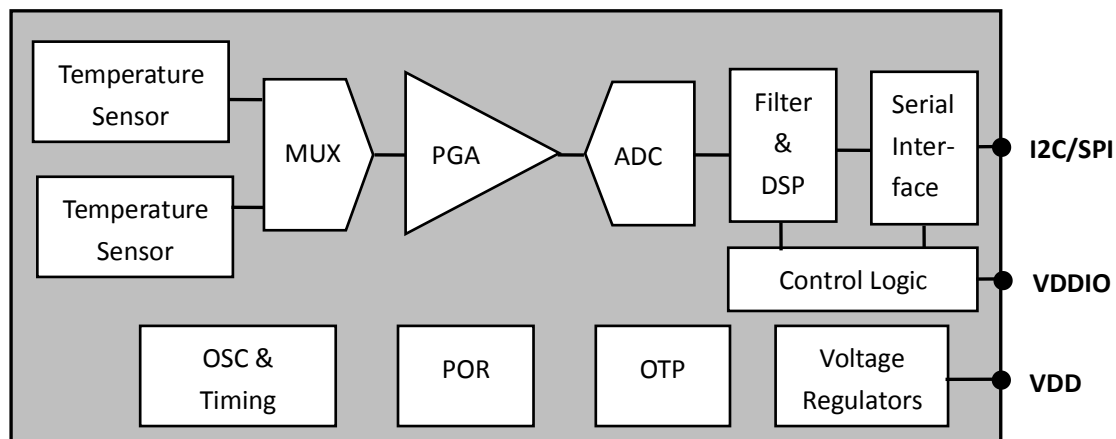 Temperature
Sensor
MUX
PGA
ADC
Filter
&
DSP
Serial
Inter-
face
I2C/SPI
Temperature
Sensor
Control Logic
VDDIO
OSC &
Timing
POR
OTP
Voltage
Regulators
VDD